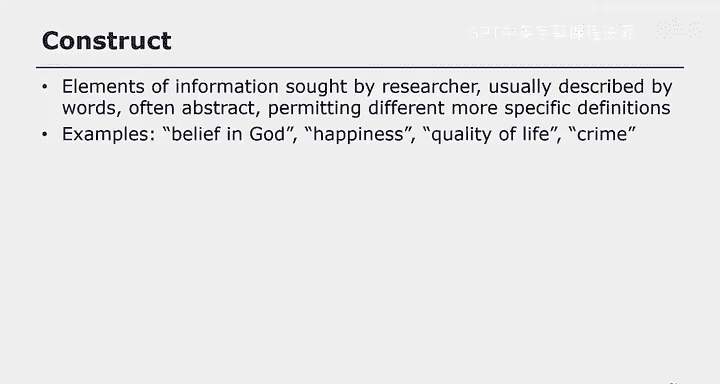 Construct
• Elements of information sought by researcher, usually described by
words, often abstract, permitting different more specific definitions
• Examples: “belief in God”, “happiness”, “quality of life”, “crime”